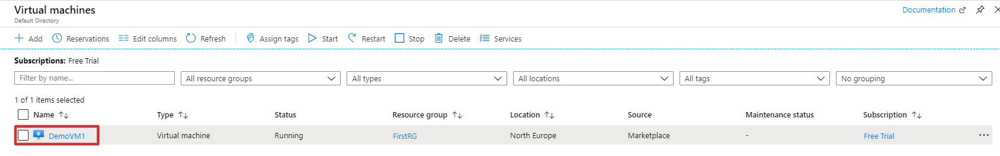 Virtual machines
Default Directory
Documentation
Add Reservations Edit columns Refresh Assign tags Start Restart Stop Delete Services
Subscriptions: Free Trial
Filter by name... All resource groups All types All locations All tags No grouping
1 of 1 items selected
Name Type Status Resource group Location Source Maintenance status Subscription
DemoVM1 Virtual machine Running FirstRG North Europe Marketplace - Free Trial